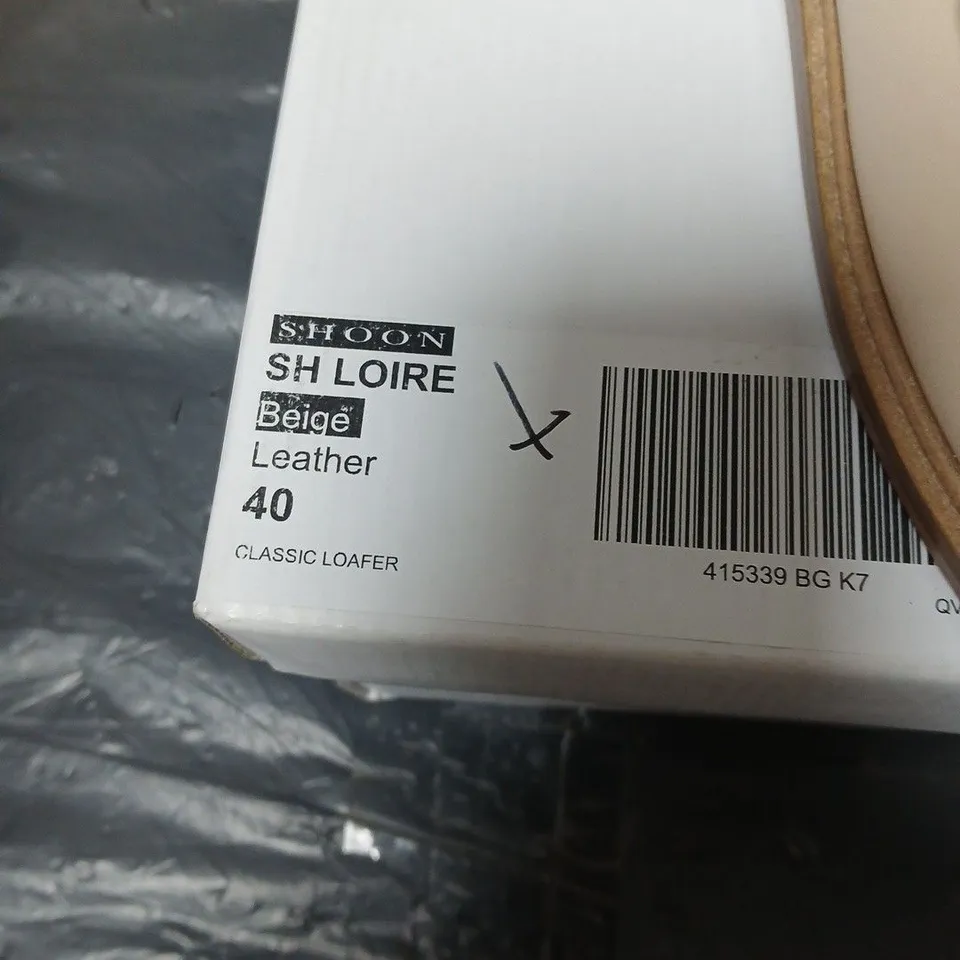 SHOON
SH LOIRE
Beige
Leather
40
CLASSIC LOAFER
415339 BG K7